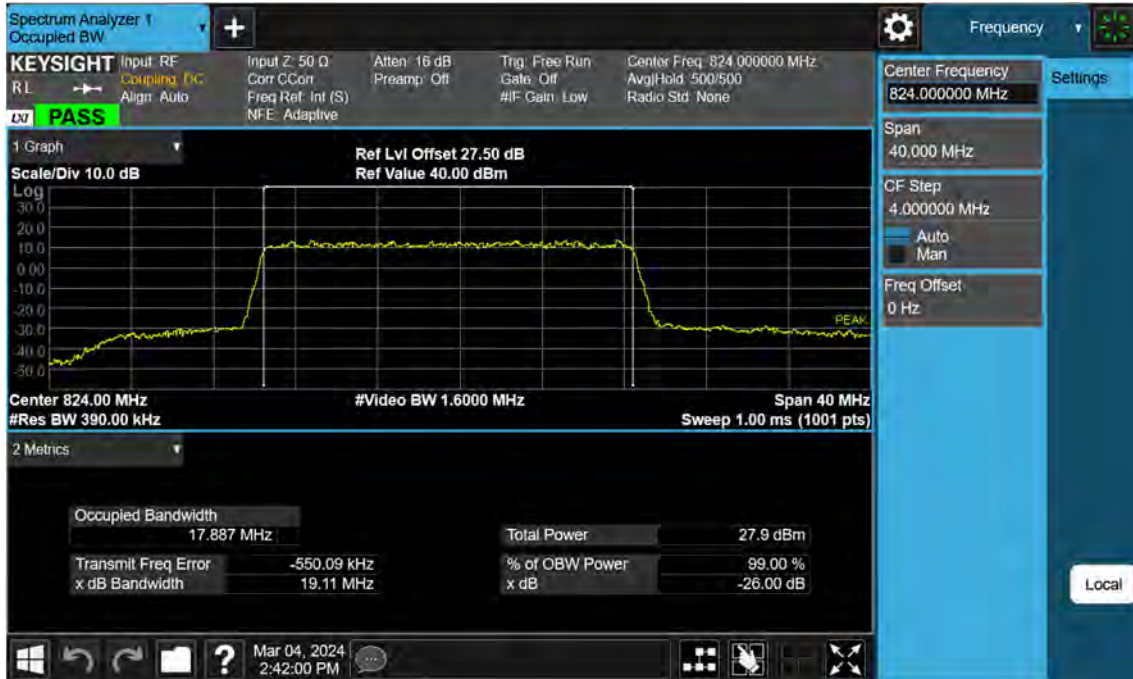 Spectrum Analyzer 1
Occupied BW
+
Frequency
KEYSIGHT
RL
LXI
PASS
Input: RF
Coupling: DC
Align: Auto
Input Z: 50 Ω
Corr CCorr
Freq Ref: Int (S)
NFE: Adaptive
Atten: 16 dB
Preamp: Off
Trig: Free Run
Gate: Off
#IF Gain: Low
Center Freq: 824.000000 MHz
Avg|Hold: 500/500
Radio Std: None
Center Frequency
824.000000 MHz
Settings
Span
40.000 MHz
CF Step
4.000000 MHz
Auto
Man
Freq Offset
0 Hz
1 Graph
Scale/Div 10.0 dB
Ref Lvl Offset 27.50 dB
Ref Value 40.00 dBm
Log
30.0
20.0
10.0
0.00
-10.0
-20.0
-30.0
-40.0
-50.0
PEAK
Center 824.00 MHz
#Res BW 390.00 kHz
#Video BW 1.6000 MHz
Span 40 MHz
Sweep 1.00 ms (1001 pts)
2 Metrics
Occupied Bandwidth
17.887 MHz
Transmit Freq Error -550.09 kHz
x dB Bandwidth 19.11 MHz
Total Power 27.9 dBm
% of OBW Power 99.00 %
x dB -26.00 dB
Local
?
Mar 04, 2024
2:42:00 PM